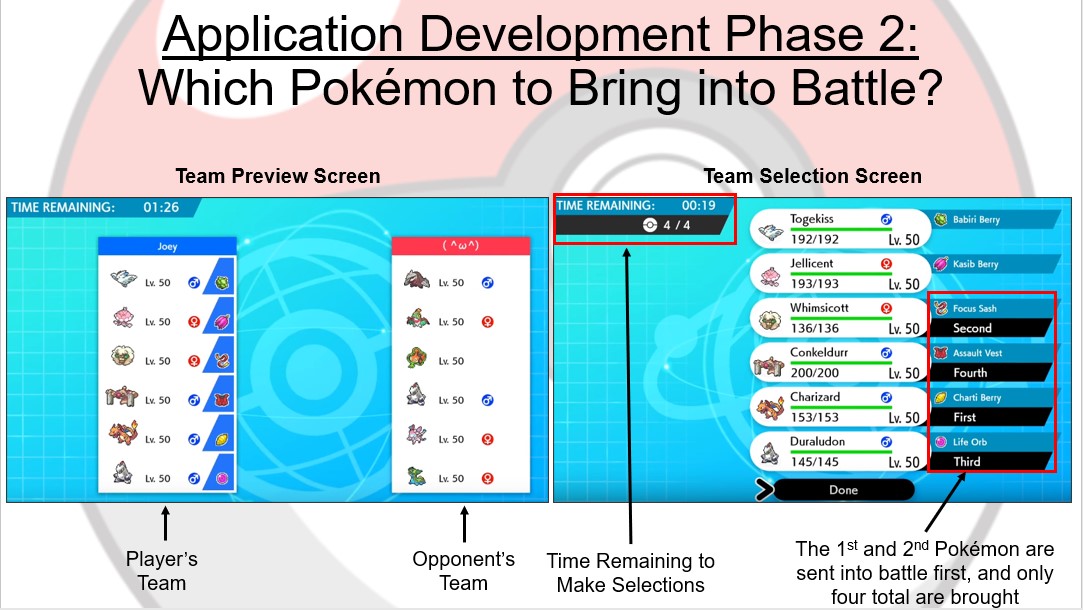 Application Development Phase 2:
Which Pokémon to Bring into Battle?
Team Preview Screen
TIME REMAINING: 01:26
Joey
Lv. 50
Lv. 50
Lv. 50
Lv. 50
Lv. 50
Lv. 50
( ^ω^)
Lv. 50
Lv. 50
Lv. 50
Lv. 50
Lv. 50
Lv. 50
Player's
Team
Opponent's
Team
Team Selection Screen
TIME REMAINING: 00:19
4 / 4
Togekiss
192/192 Lv. 50
Babiri Berry
Jellicent
193/193 Lv. 50
Kasib Berry
Whimsicott
136/136 Lv. 50
Focus Sash
Second
Conkeldurr
200/200 Lv. 50
Assault Vest
Fourth
Charizard
153/153 Lv. 50
Charti Berry
First
Duraludon
145/145 Lv. 50
Life Orb
Third
Done
Time Remaining to
Make Selections
The 1st and 2nd Pokémon are
sent into battle first, and only
four total are brought